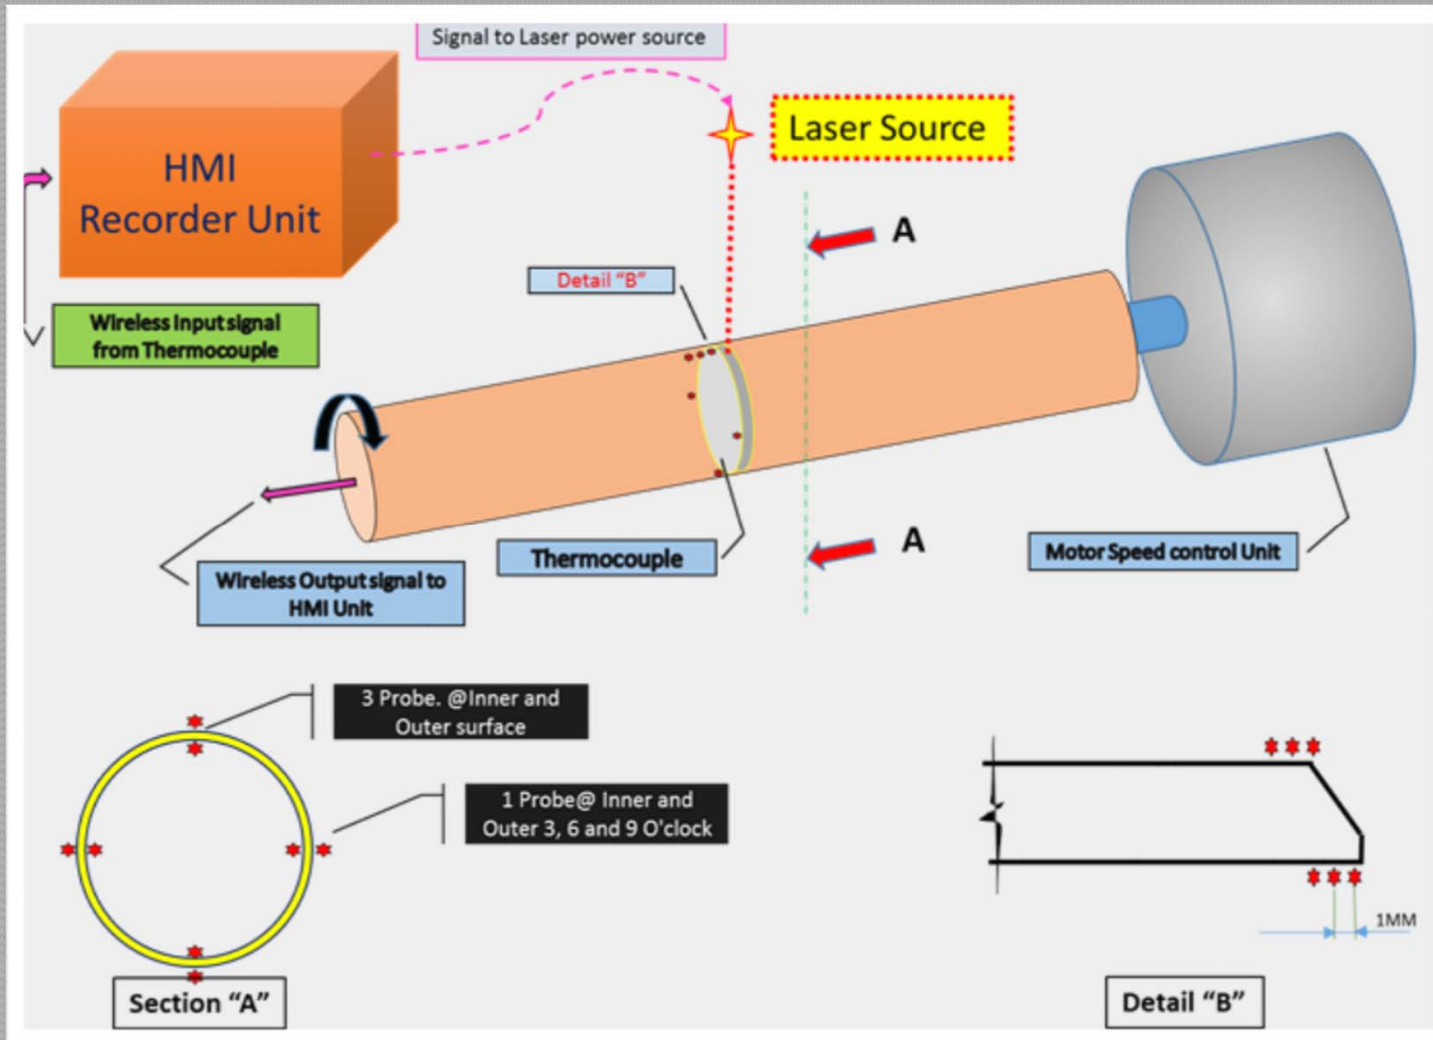 Signal to Laser power source
HMI
Recorder Unit
Laser Source
A
Detail “B”
Wireless Input signal
from Thermocouple
A
Thermocouple
Motor Speed control Unit
Wireless Output signal to
HMI Unit
3 Probe. @Inner and
Outer surface
1 Probe@ Inner and
Outer 3, 6 and 9 O'clock
1MM
Section “A”
Detail “B”